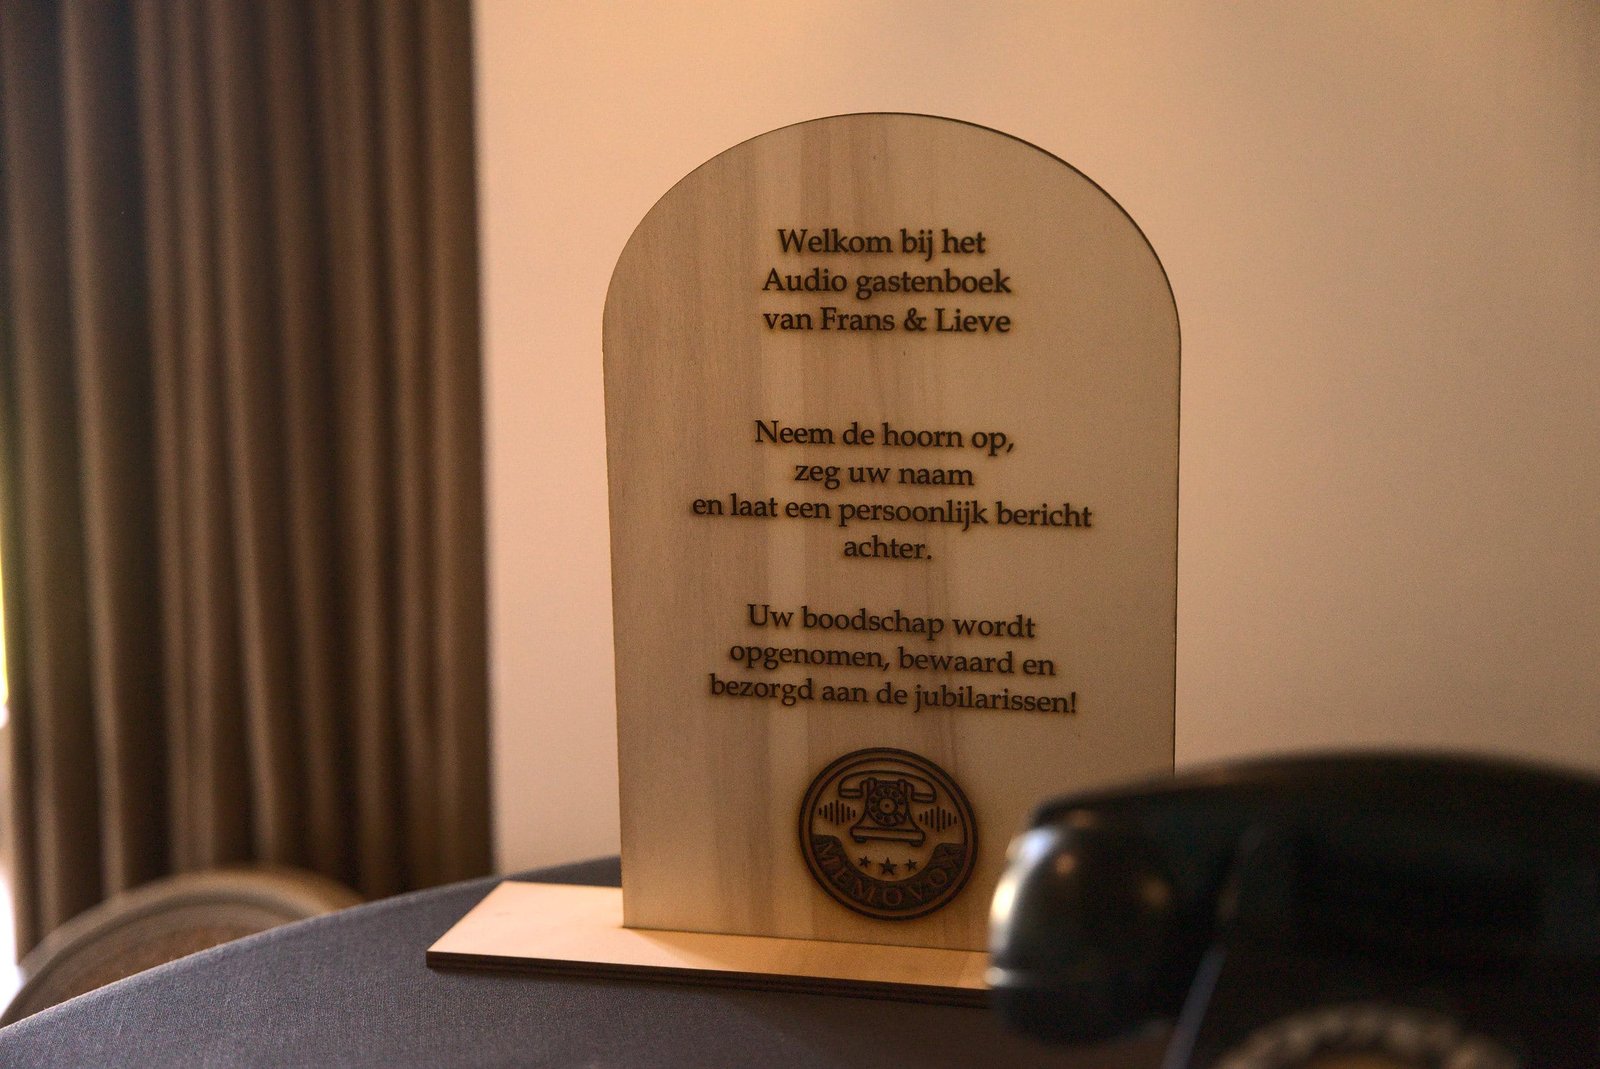 Welkom bij het
Audio gastenboek
van Frans & Lieve
Neem de hoorn op,
zeg uw naam
en laat een persoonlijk bericht
achter.
Uw boodschap wordt
opgenomen, bewaard en
bezorgd aan de jubilarissen!
MEMOVOX